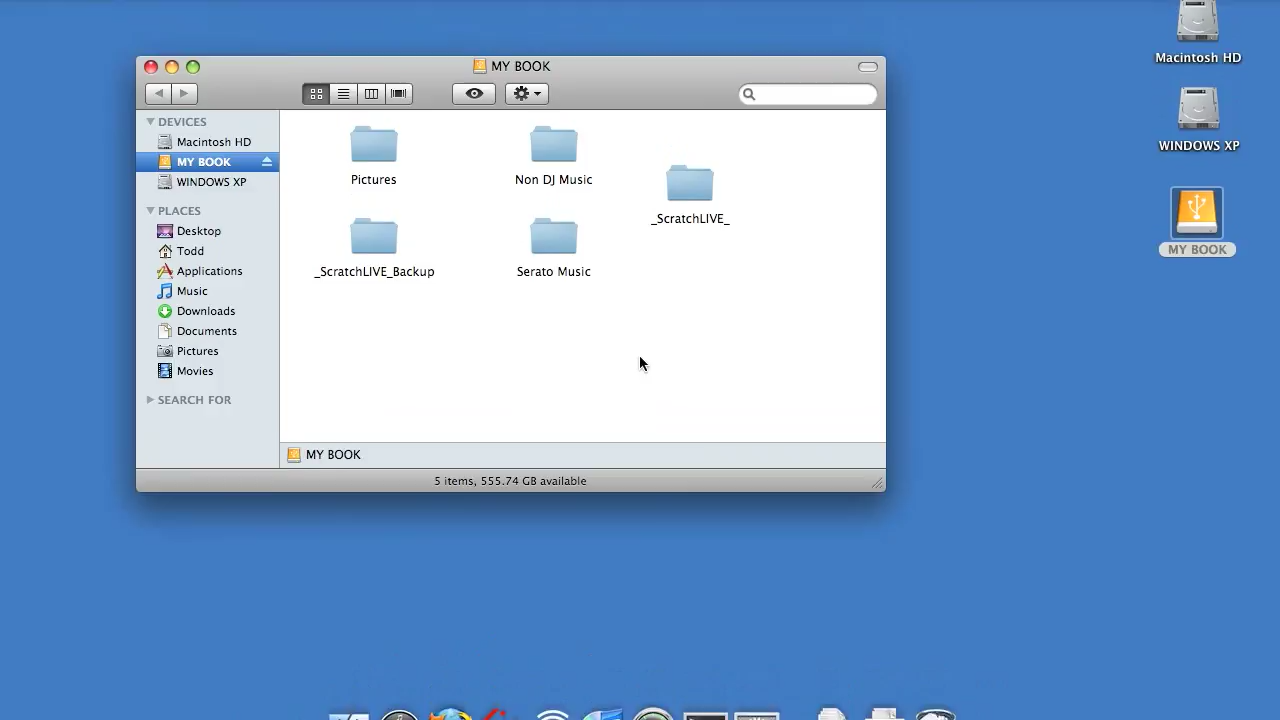 Macintosh HD
WINDOWS XP
MY BOOK
MY BOOK
DEVICES
Macintosh HD
MY BOOK
WINDOWS XP
PLACES
Desktop
Todd
Applications
Music
Downloads
Documents
Pictures
Movies
SEARCH FOR
Pictures
Non DJ Music
_ScratchLIVE_
_ScratchLIVE_Backup
Serato Music
MY BOOK
5 items, 555.74 GB available